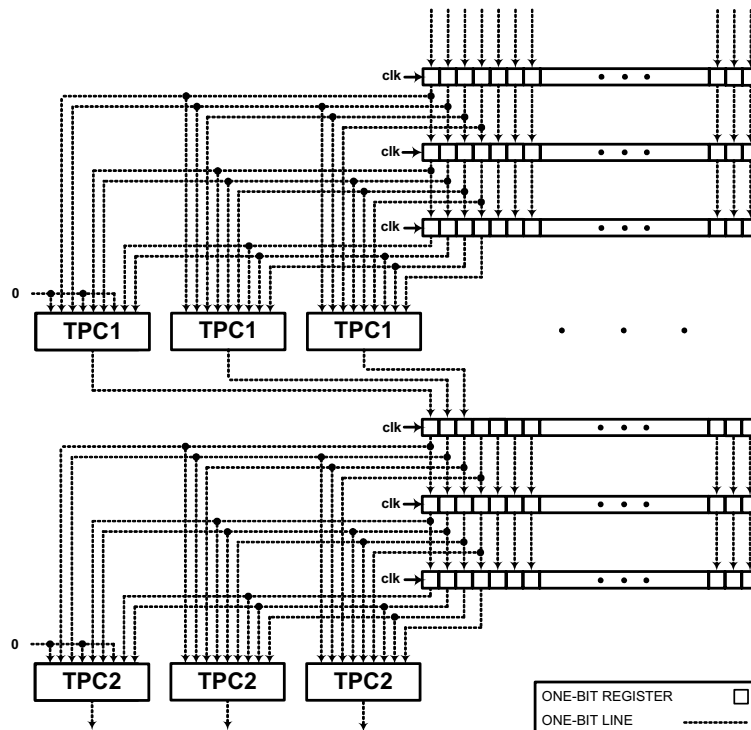 clk
clk
clk
0
TPC1 TPC1 TPC1
clk
clk
clk
0
TPC2 TPC2 TPC2
ONE-BIT REGISTER
ONE-BIT LINE